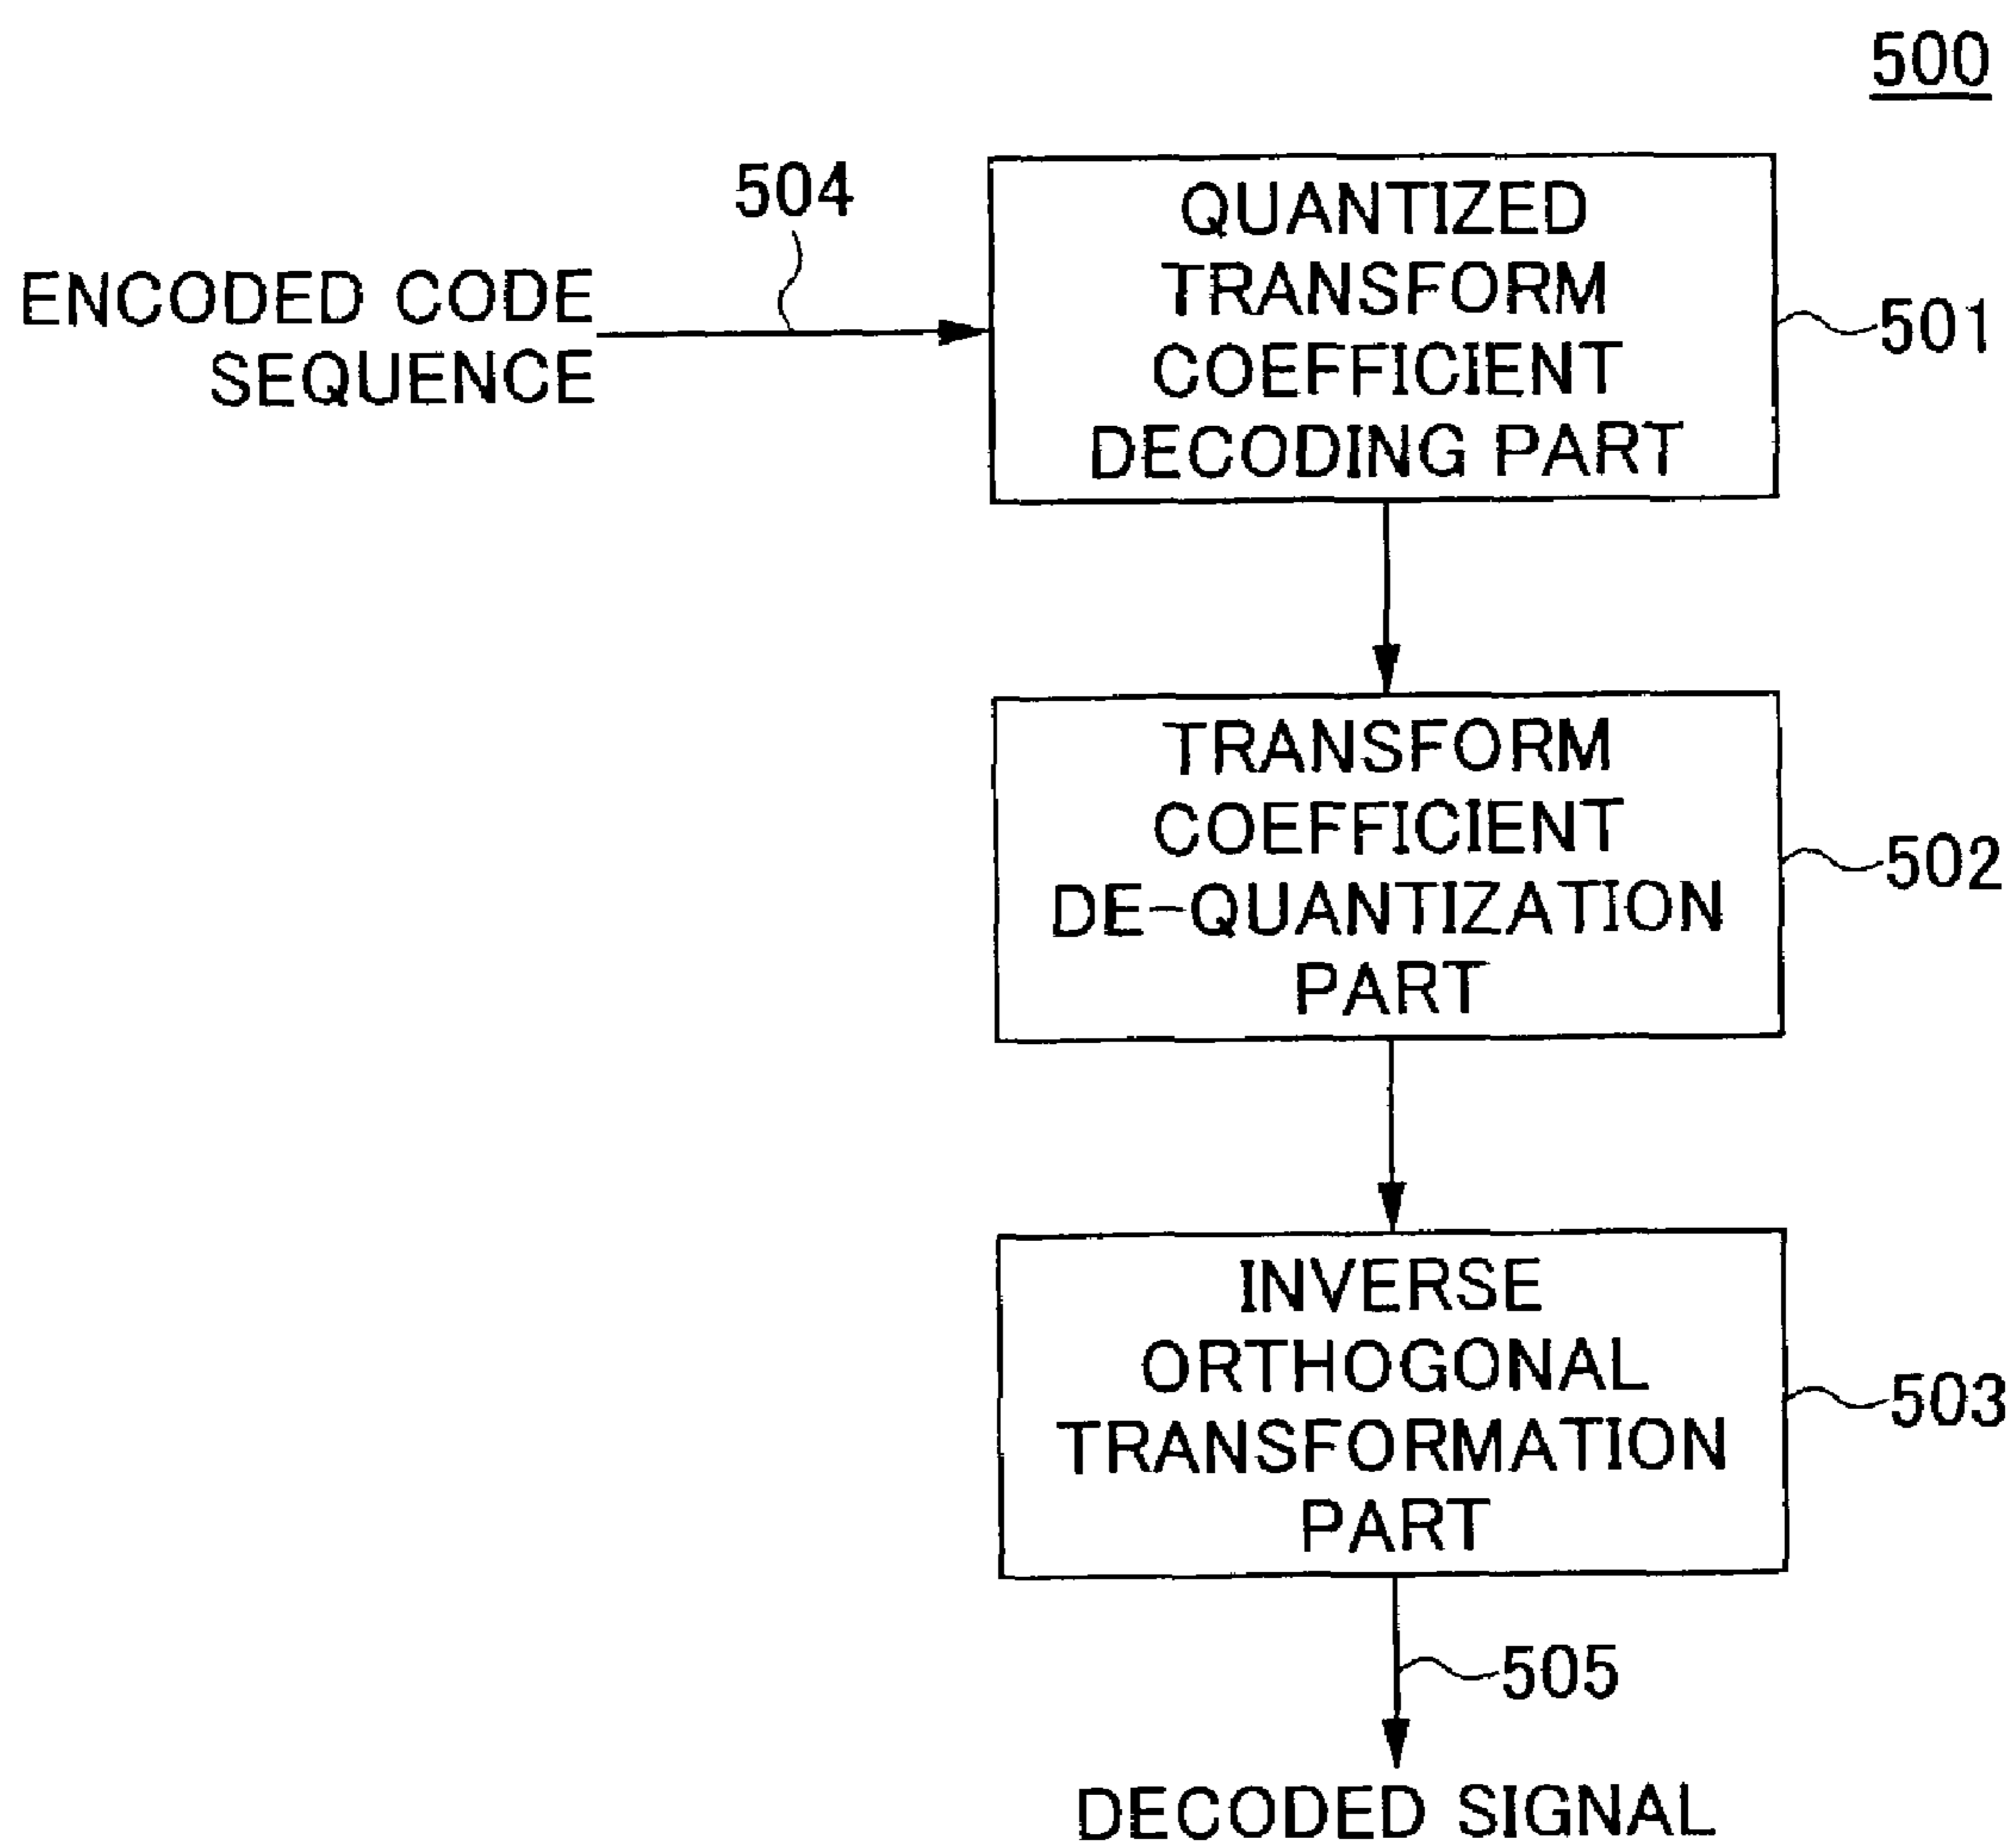 500
504
ENCODED CODE
SEQUENCE
QUANTIZED
TRANSFORM
COEFFICIENT
DECODING PART
501
TRANSFORM
COEFFICIENT
DE-QUANTIZATION
PART
502
INVERSE
ORTHOGONAL
TRANSFORMATION
PART
503
505
DECODED SIGNAL